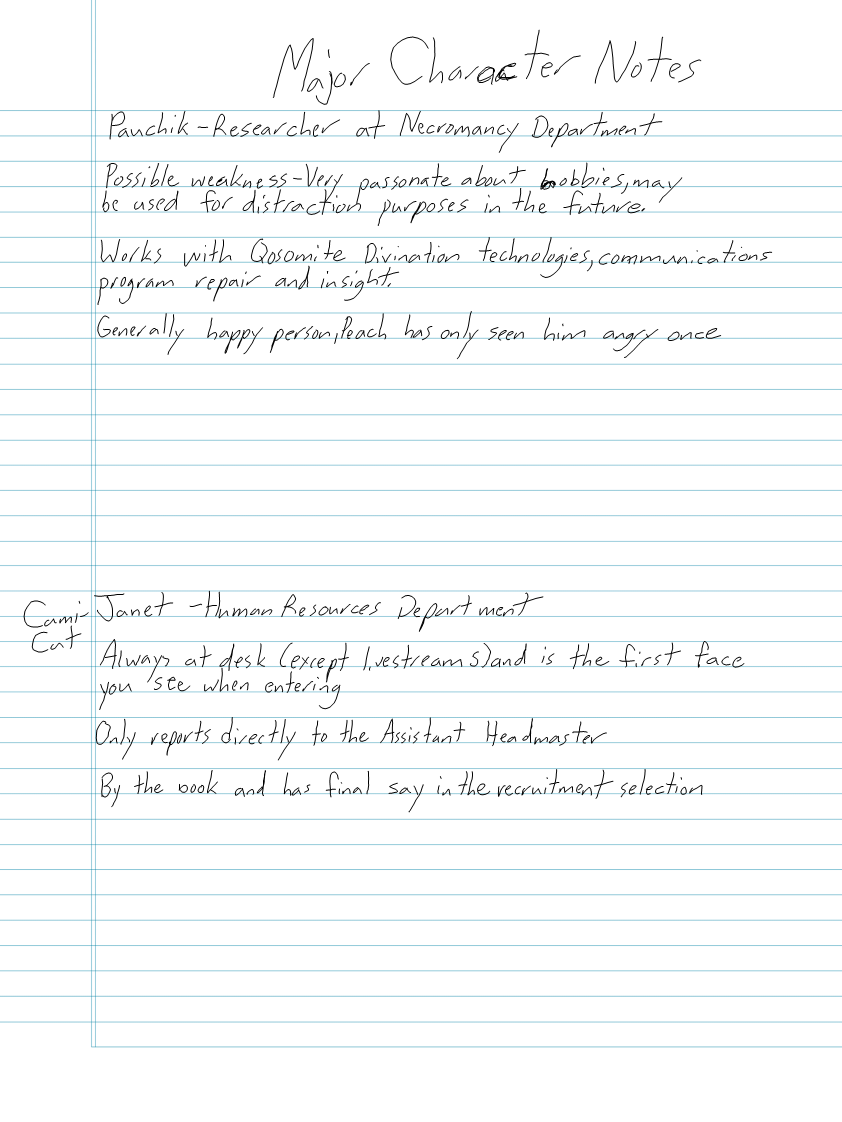 Major Character Notes
Pauchik-Researcher at Necromancy Department
Possible weakness-Very passonate about hobbies, may
be used for distraction purposes in the future.
Works with Qosomite Divination technologies, communications
program repair and insight.
Generally happy person, Peach has only seen him angry once
Cami-
Cat
Janet -Human Resources Department
Always at desk (except livestreams) and is the first face
you see when entering
Only reports directly to the Assistant Headmaster
By the book and has final say in the recruitment selection